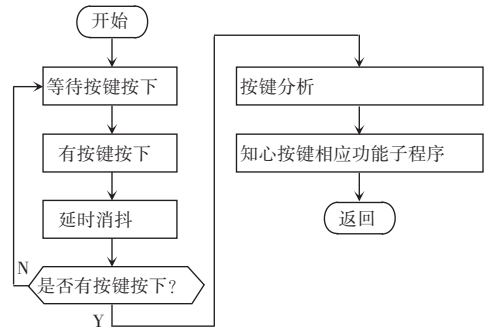 开始
等待按键按下
有按键按下
延时消抖
是否有按键按下?
N
Y
按键分析
知心按键相应功能子程序
返回